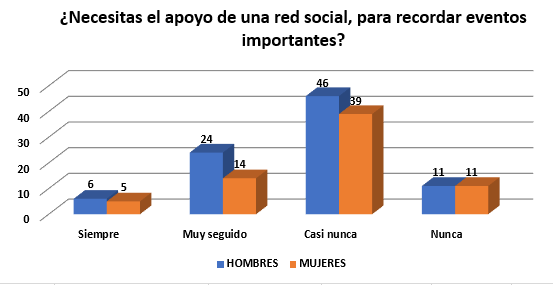 ¿Necesitas el apoyo de una red social, para recordar eventos
importantes?
50
40
30
20
10
0
6
5
24
14
46
39
11
11
Siempre
Muy seguido
Casi nunca
Nunca
HOMBRES
MUJERES